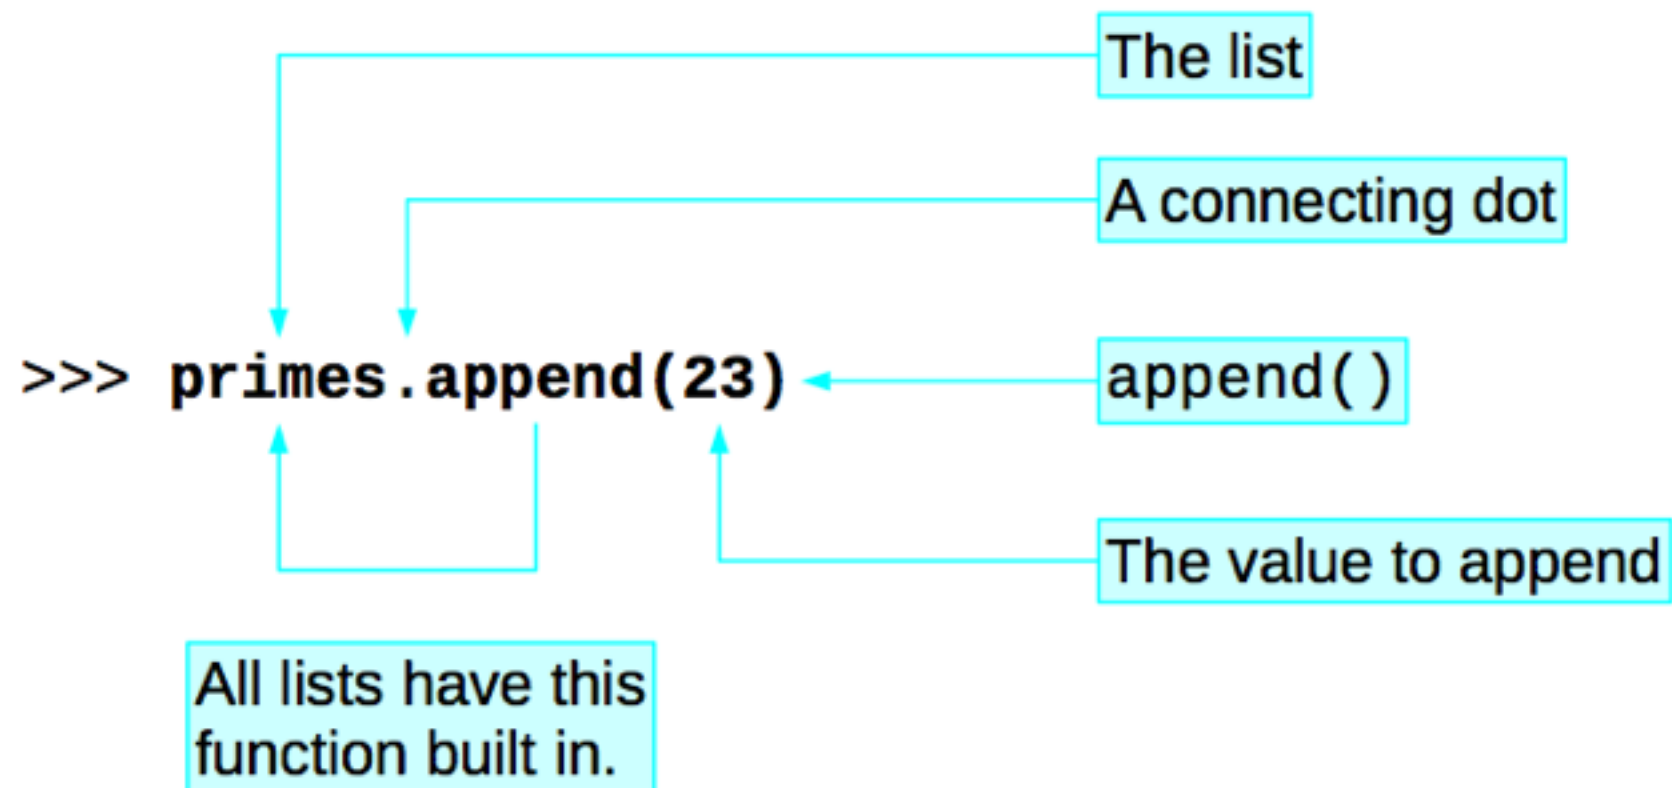 The list
A connecting dot
>>> primes.append(23)
append()
The value to append
All lists have this
function built in.